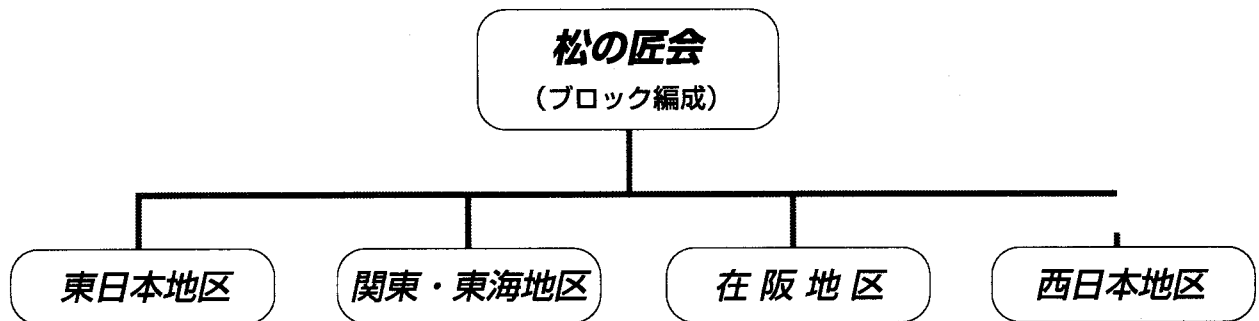 松の匠会
（ブロック編成）
東日本地区
関東・東海地区
在阪地区
西日本地区